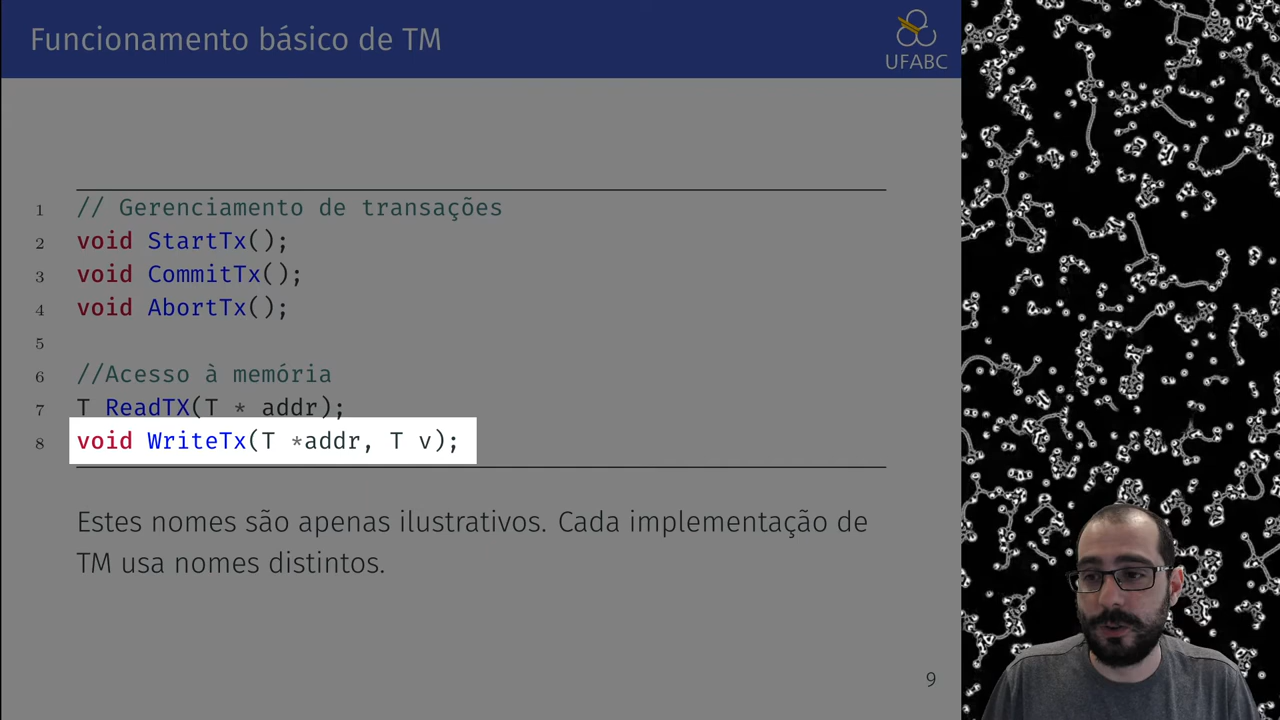 Funcionamento básico de TM
UFABC
1 // Gerenciamento de transações
2 void StartTx();
3 void CommitTx();
4 void AbortTx();
5
6 //Acesso à memória
7 T ReadTX(T * addr);
8 void WriteTx(T *addr, T v);
Estes nomes são apenas ilustrativos. Cada implementação de
TM usa nomes distintos.
9